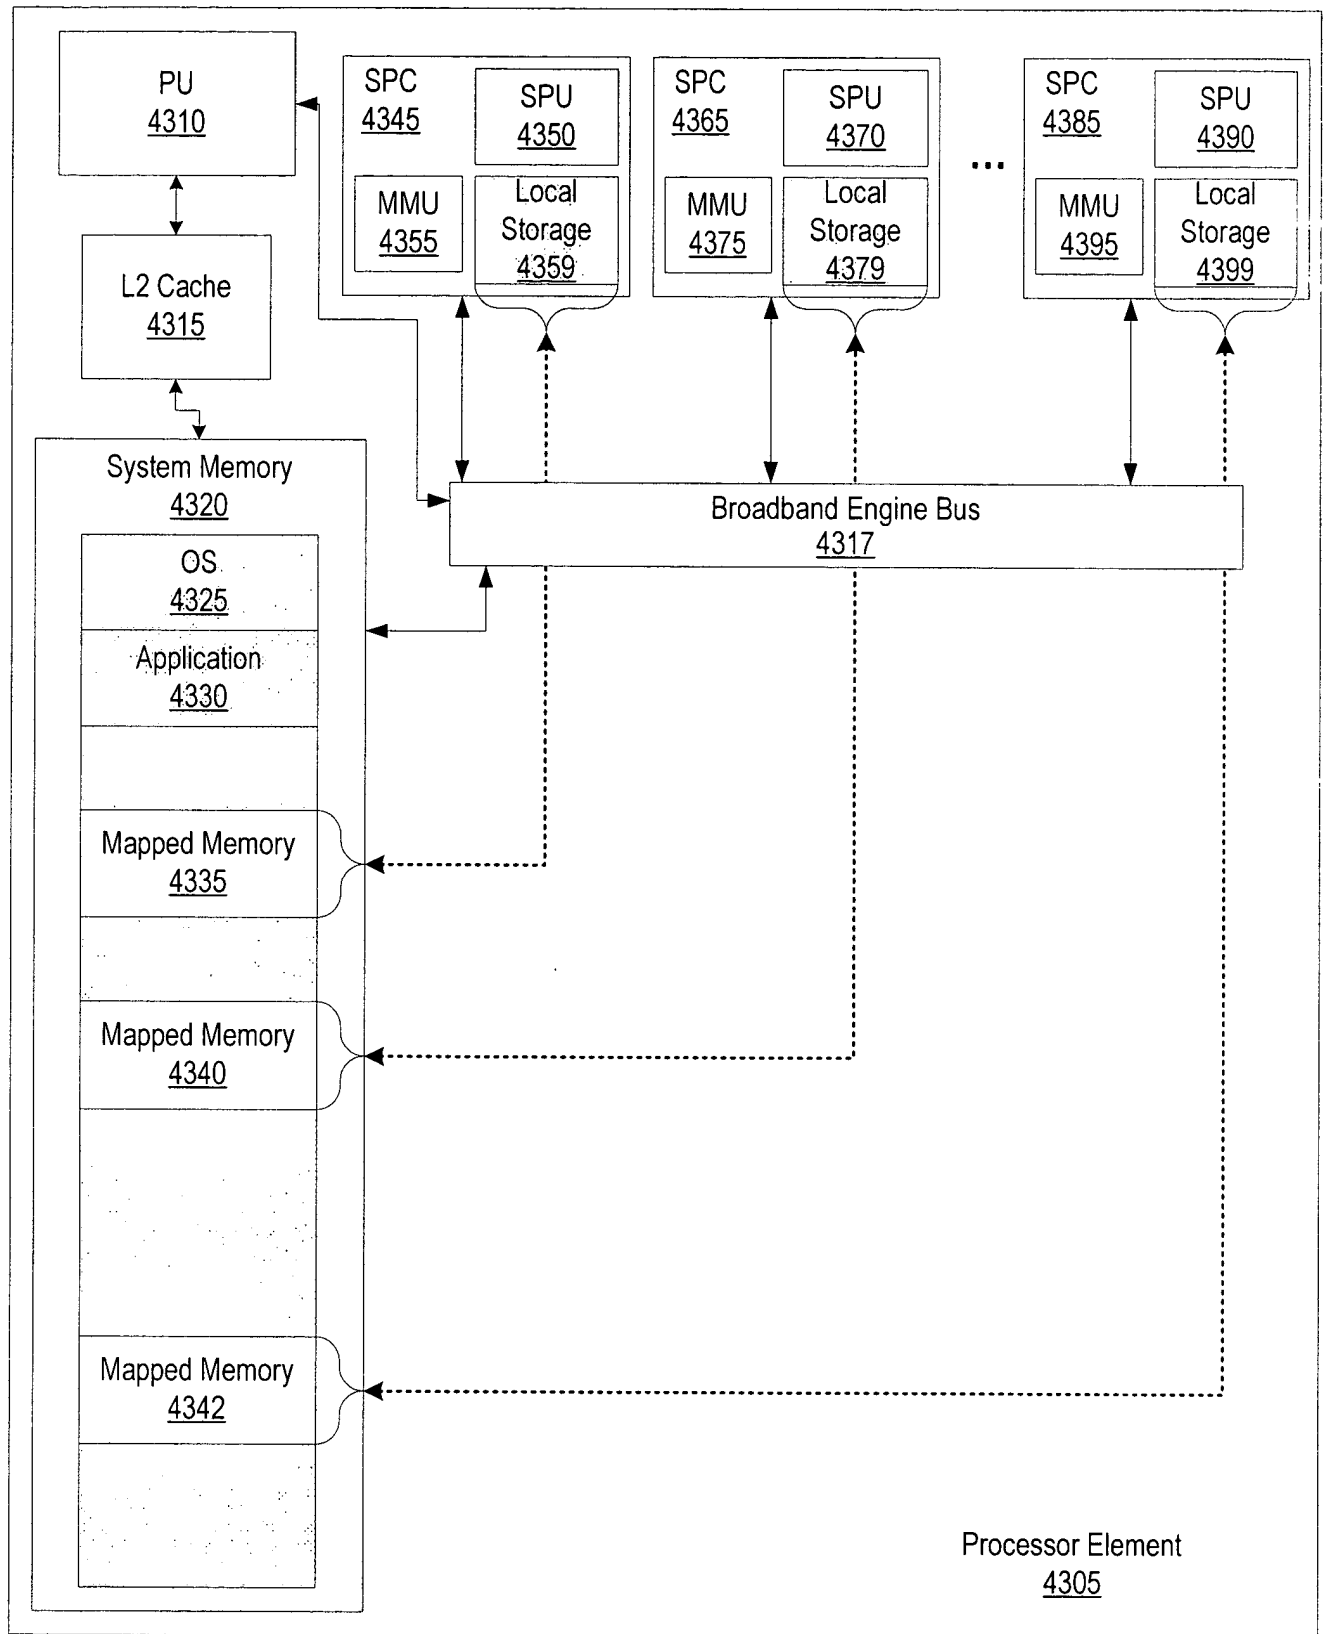 PU
4310
L2 Cache
4315
SPC
4345
SPU
4350
MMU
4355
Local
Storage
4359
SPC
4365
SPU
4370
MMU
4375
Local
Storage
4379
...
SPC
4385
SPU
4390
MMU
4395
Local
Storage
4399
Broadband Engine Bus
4317
System Memory
4320
OS
4325
Application
4330
Mapped Memory
4335
Mapped Memory
4340
Mapped Memory
4342
Processor Element
4305